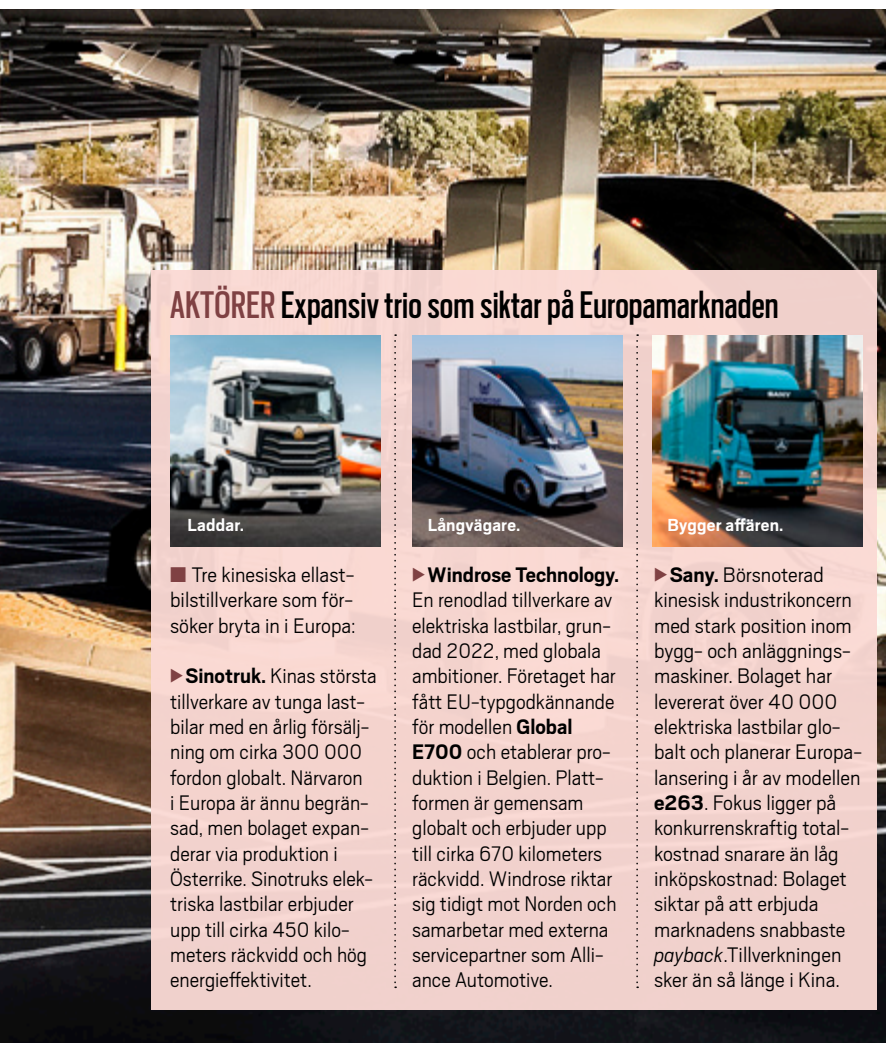 AKTÖRER Expansiv trio som siktar på Europamarknaden
Laddar.
■ Tre kinesiska ellast-
bilstillverkare som för-
söker bryta in i Europa:
▶Sinotruk. Kinas största
tillverkare av tunga last-
bilar med en årlig försälj-
ning om cirka 300 000
fordon globalt. Närvaron
i Europa är ännu begrän-
sad, men bolaget expan-
derar via produktion i
Österrike. Sinotruks elek-
triska lastbilar erbjuder
upp till cirka 450 kilo-
meters räckvidd och hög
energieffektivitet.
Långvägare.
▶Windrose Technology.
En renodlad tillverkare av
elektriska lastbilar, grun-
dad 2022, med globala
ambitioner. Företaget har
fått EU-typgodkännande
för modellen Global
E700 och etablerar pro-
duktion i Belgien. Platt-
formen är gemensam
globalt och erbjuder upp
till cirka 670 kilometers
räckvidd. Windrose riktar
sig tidigt mot Norden och
samarbetar med externa
servicepartner som Alli-
ance Automotive.
SANY
Bygger affären.
▶Sany. Börsnoterad
kinesisk industrikoncern
med stark position inom
bygg- och anläggnings-
maskiner. Bolaget har
levererat över 40 000
elektriska lastbilar glo-
balt och planerar Europa-
lansering i år av modellen
e263. Fokus ligger på
konkurrenskraftig total-
kostnad snarare än låg
inköpskostnad: Bolaget
siktar på att erbjuda
marknadens snabbaste
payback.Tillverkningen
sker än så länge i Kina.